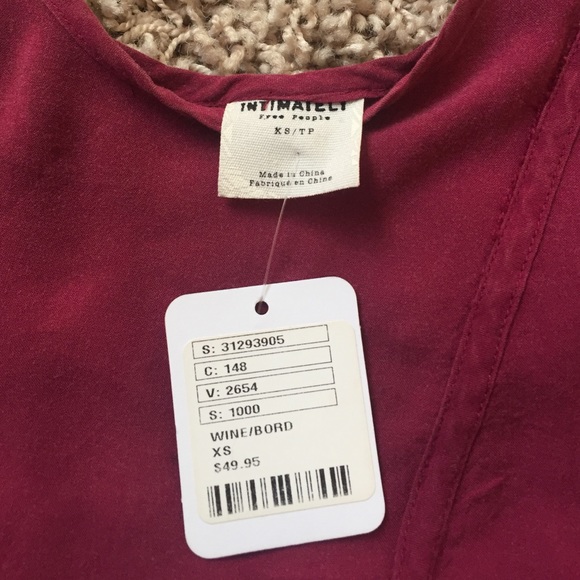 INTIMATELY
Free People
XS/TP
Made in China
Fabriqué en Chine
S: 31293905
C: 148
V: 2654
S: 1000
WINE/BORD
XS
$49.95